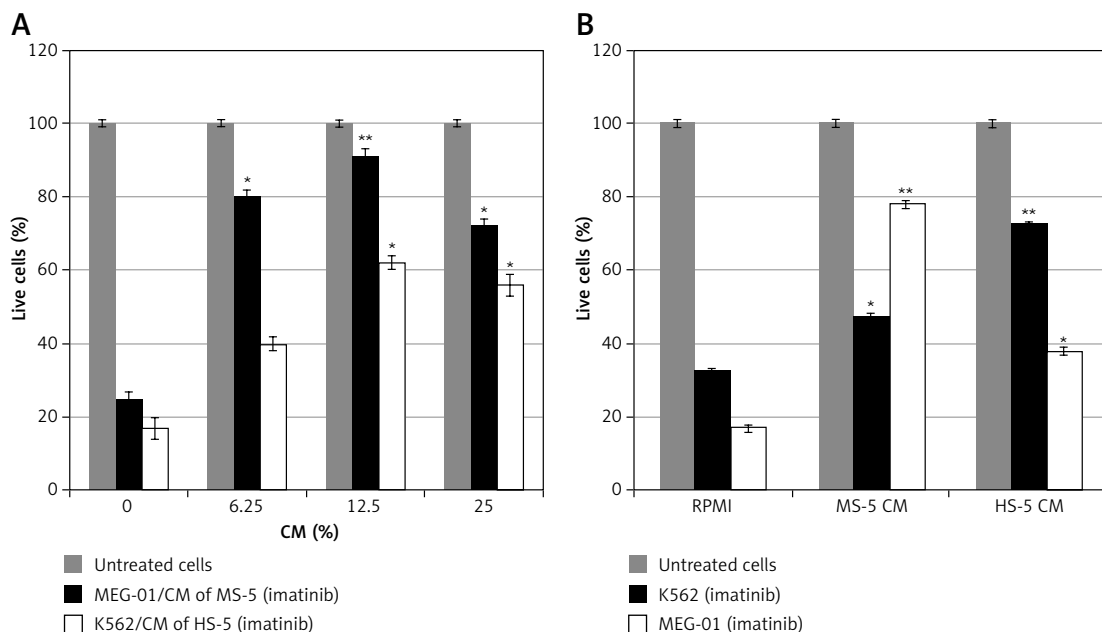 A
120
100
80
60
40
20
0
Live cells (%)
*
**
*
*
*
0 6.25 12.5 25
CM (%)
Untreated cells
MEG-01/CM of MS-5 (imatinib)
K562/CM of HS-5 (imatinib)
B
120
100
80
60
40
20
0
Live cells (%)
**
**
*
*
RPMI MS-5 CM HS-5 CM
Untreated cells
K562 (imatinib)
MEG-01 (imatinib)